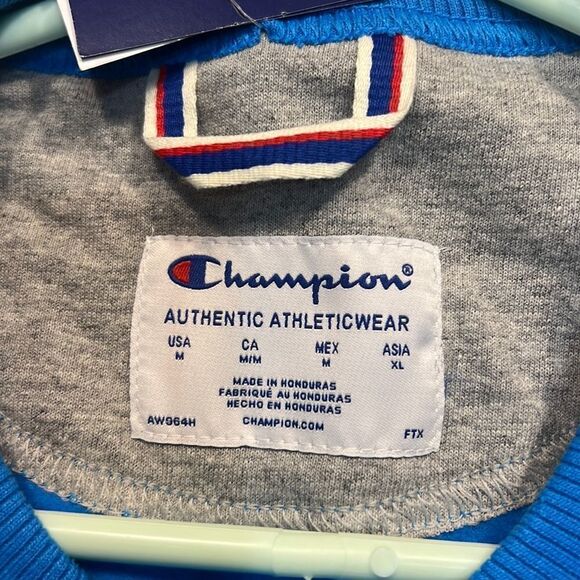 Champion®
AUTHENTIC ATHLETICWEAR
USA CA MEX ASIA
M M/M M XL
MADE IN HONDURAS
FABRIQUÉ AU HONDURAS
HECHO EN HONDURAS
AW964H CHAMPION.COM FTX